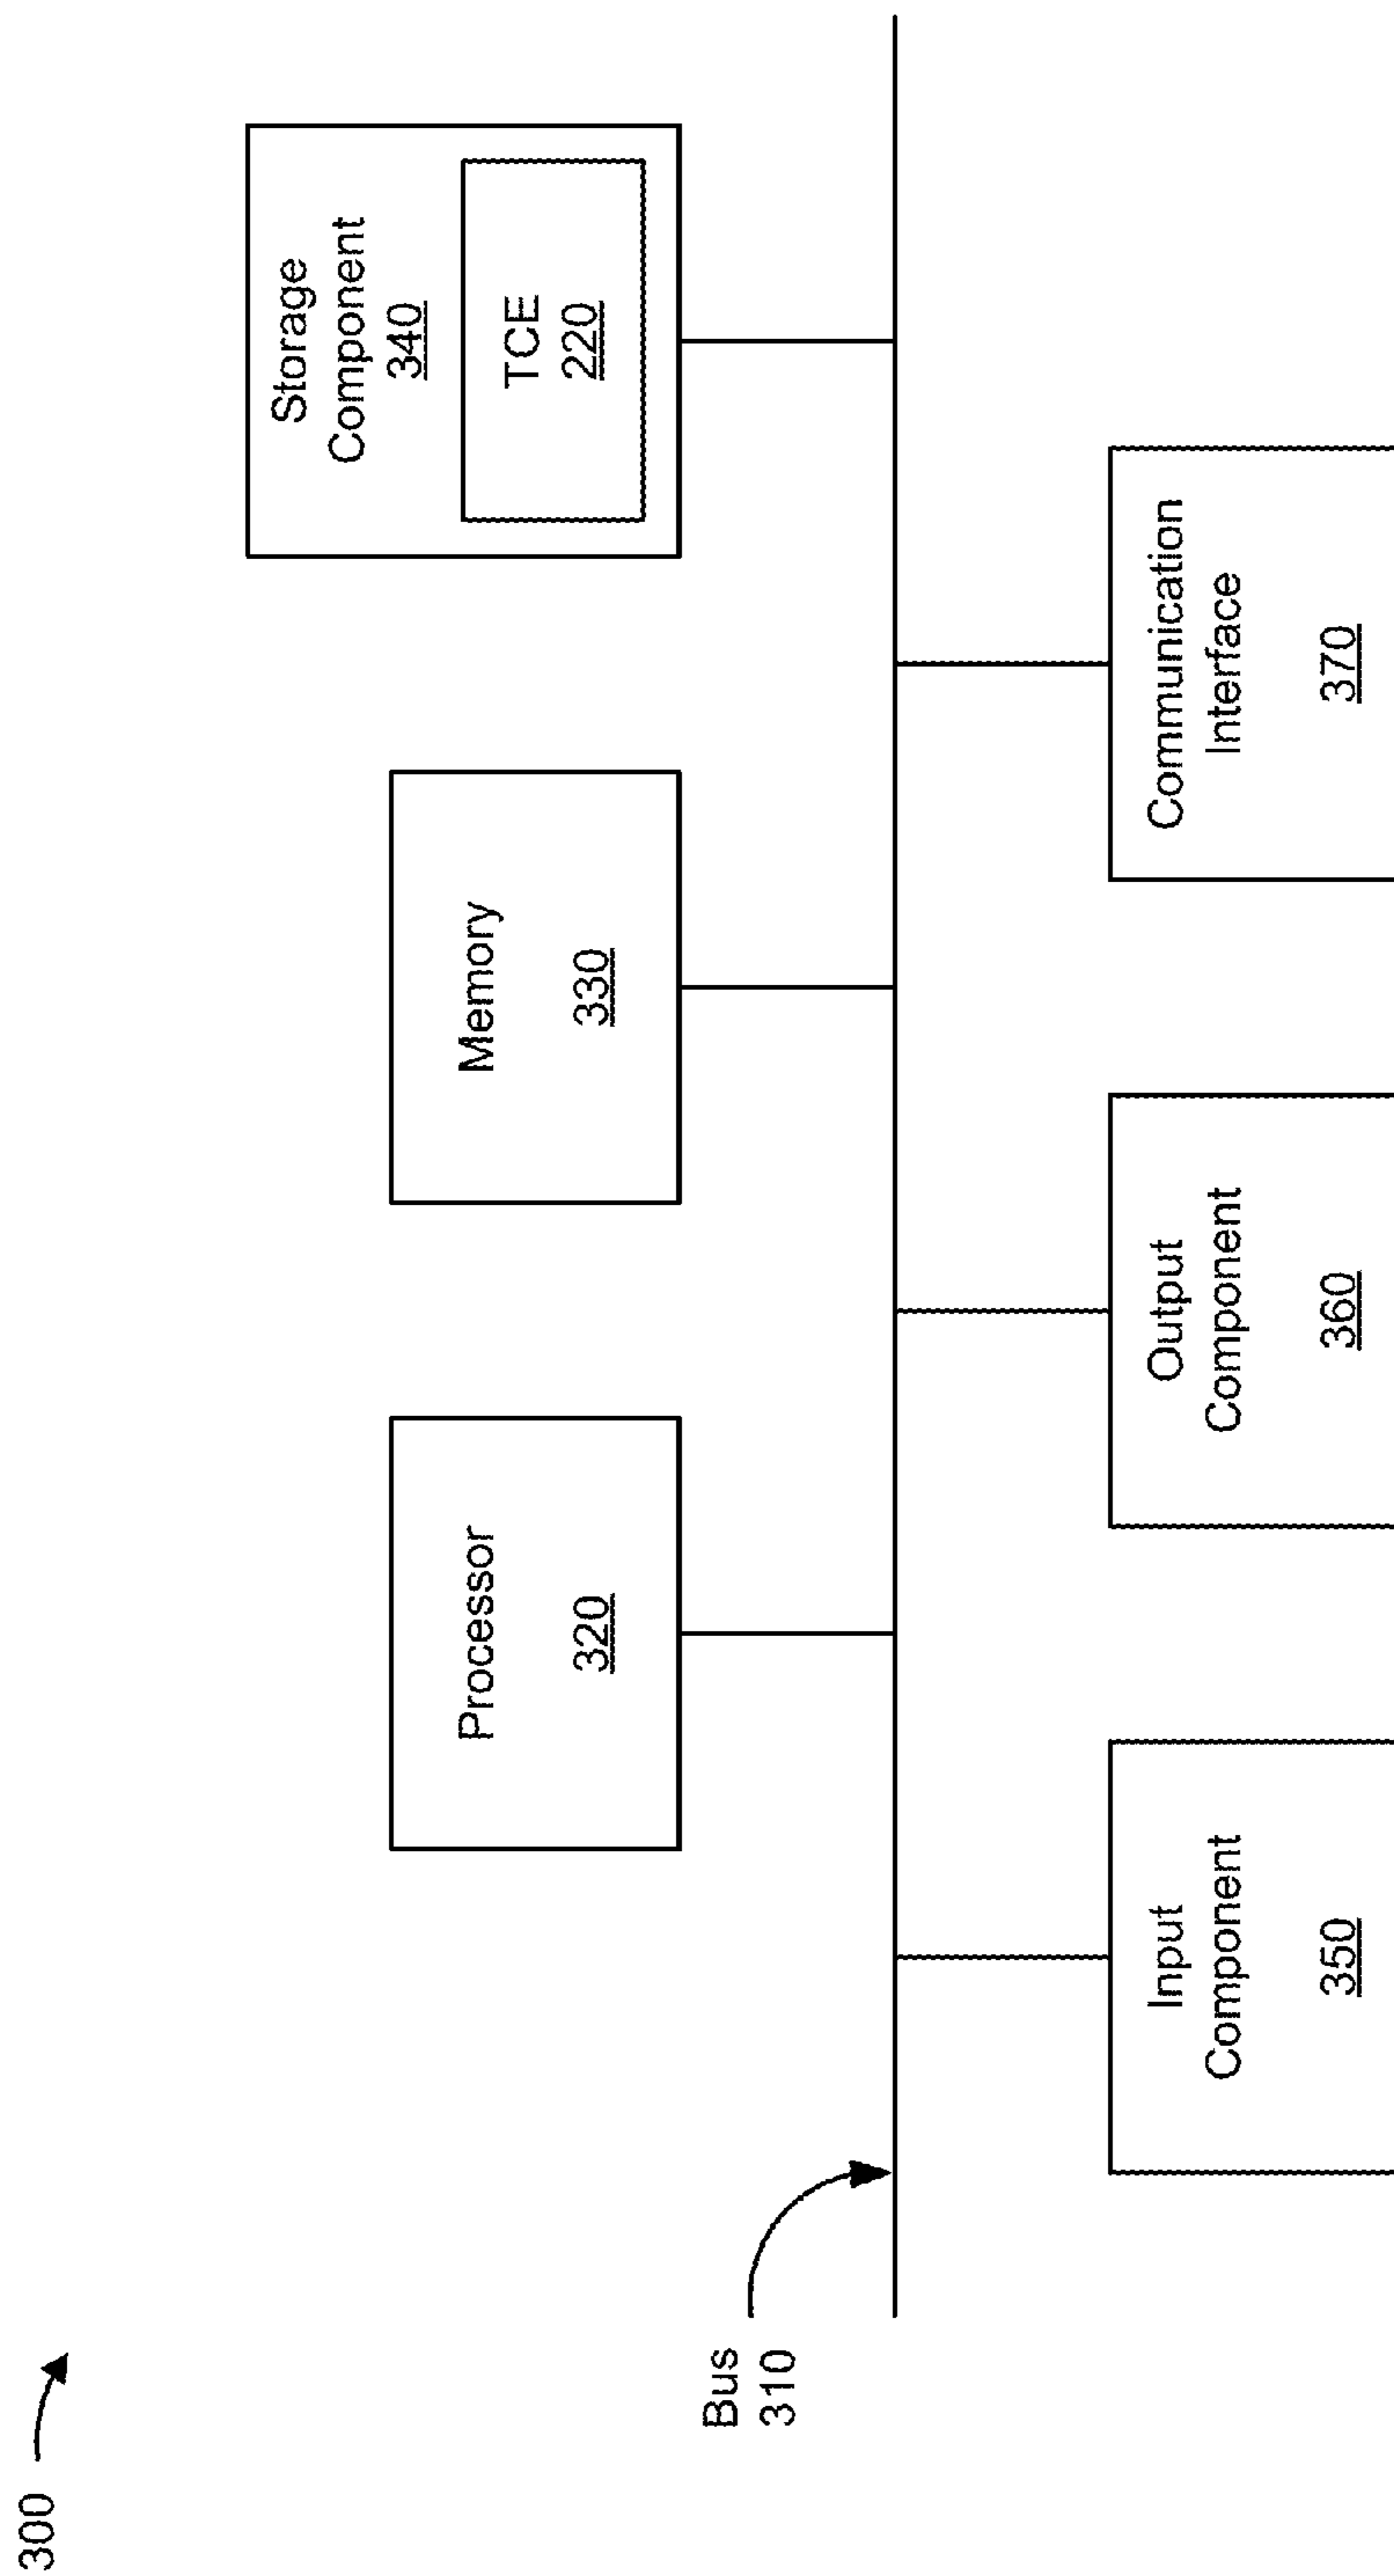 300
Storage
Component
340
TCE
220
Memory
330
Processor
320
Bus
310
Input
Component
350
Output
Component
360
Communication
Interface
370